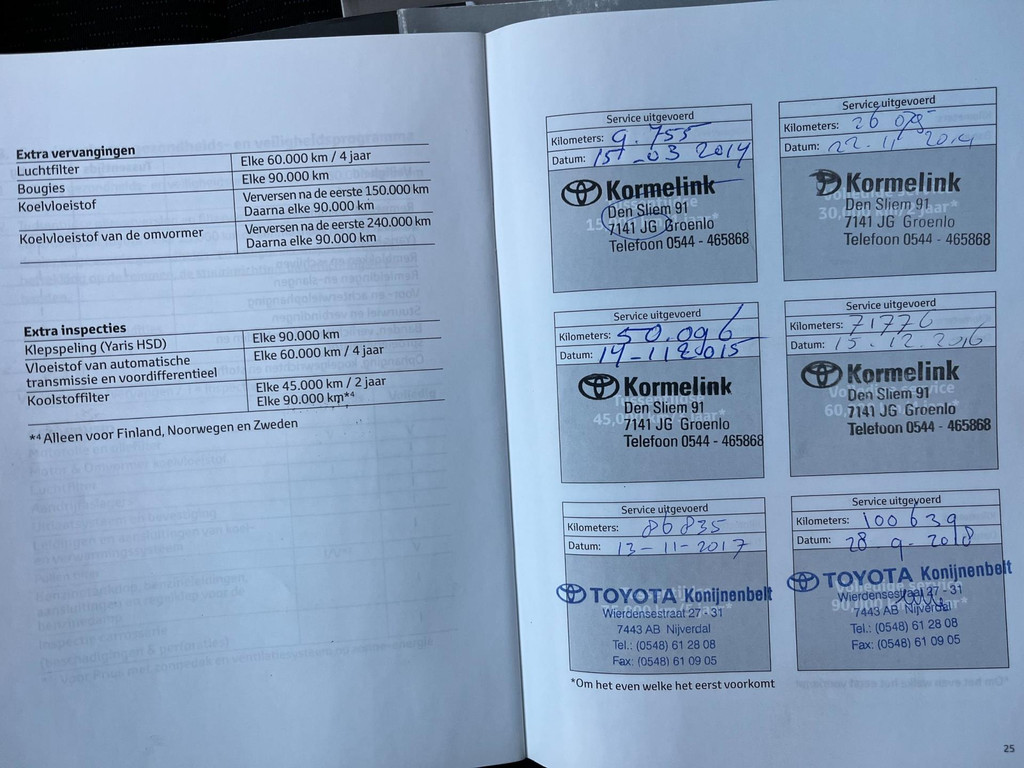 Extra vervangingen
Luchtfilter Elke 60.000 km / 4 jaar
Bougies Elke 90.000 km
Koelvloeistof Verversen na de eerste 150.000 km
Daarna elke 90.000 km
Koelvloeistof van de omvormer Verversen na de eerste 240.000 km
Daarna elke 90.000 km
Extra inspecties
Klepspeling (Yaris HSD) Elke 90.000 km
Vloeistof van automatische Elke 60.000 km / 4 jaar
transmissie en voordifferentieel
Koolstoffilter Elke 45.000 km / 2 jaar
Elke 90.000 km*4
*4 Alleen voor Finland, Noorwegen en Zweden
Service uitgevoerd
Kilometers: 9.755
Datum: 15-03 2014
Kormelink
Den Sliem 91
7141 JG Groenlo
Telefoon 0544 - 465868
Service uitgevoerd
Kilometers: 26 078
Datum: 22.11 2014
Kormelink
Den Sliem 91
7141 JG Groenlo
30,000 km/2 jaar*
Telefoon 0544 - 465868
Service uitgevoerd
Kilometers: 50.096
Datum: 14-11 2015
Kormelink
Den Sliem 91
7141 JG Groenlo
Telefoon 0544 - 465868
Service uitgevoerd
Kilometers: 71776
Datum: 15.12.2016
Kormelink
Den Sliem 91
7141 JG Groenlo
Telefoon 0544 - 465868
Service uitgevoerd
Kilometers: 86835
Datum: 13-11-2017
TOYOTA Konijnenbelt
Wierdensestraat 27 - 31
7443 AB Nijverdal
Tel.: (0548) 61 28 08
Fax: (0548) 61 09 05
Service uitgevoerd
Kilometers: 100639
Datum: 28-9-2018
TOYOTA Konijnenbelt
Wierdensestraat 27 - 31
7443 AB Nijverdal
Tel.: (0548) 61 28 08
Fax: (0548) 61 09 05
*Om het even welke het eerst voorkomt
25